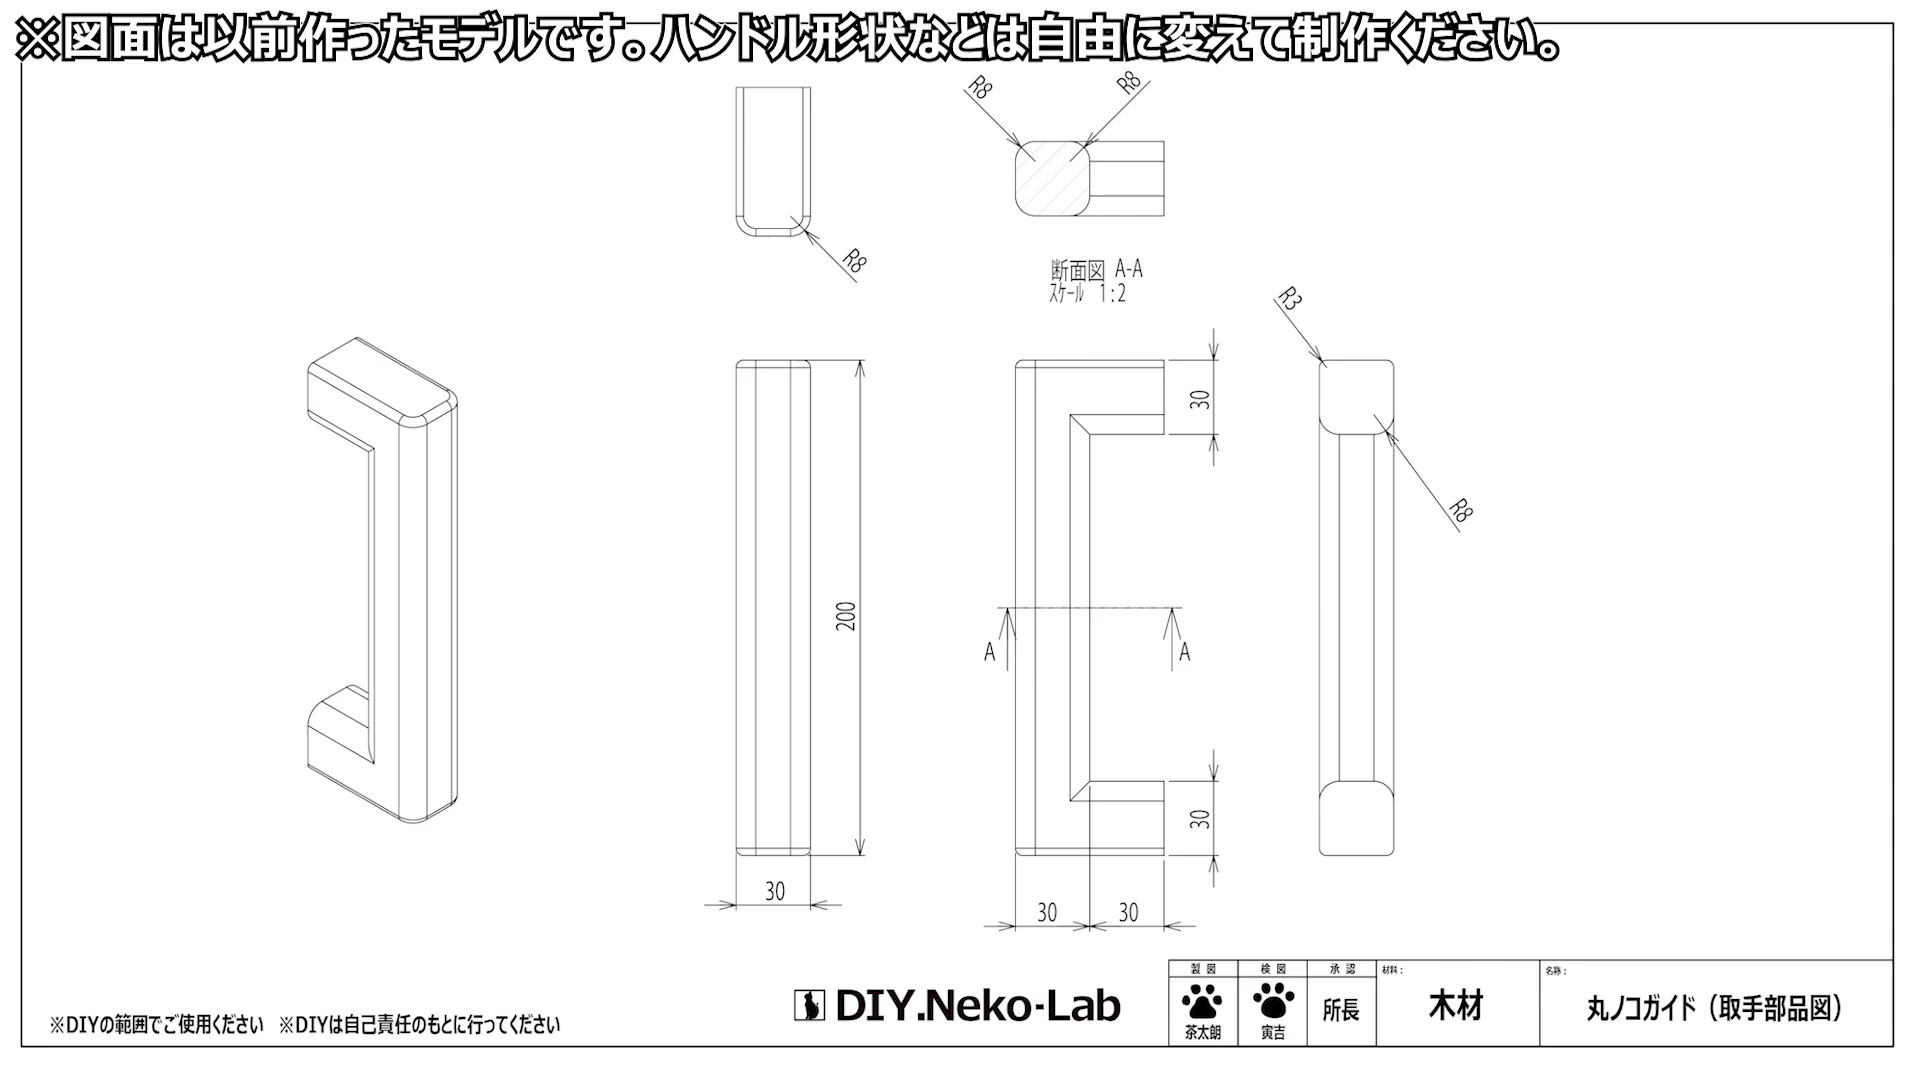 ※図面は以前作ったモデルです。ハンドル形状などは自由に変えて制作ください。
R8
R8
R8
断面図 A-A
スケール 1:2
R3
30
R8
200
A
A
30
30
30
30
製図
検図
承認
材料:
名称:
茶太朗
寅吉
所長
木材
丸ノコガイド（取手部品図）
DIY.Neko-Lab
※DIYの範囲でご使用ください ※DIYは自己責任のもとに行ってください